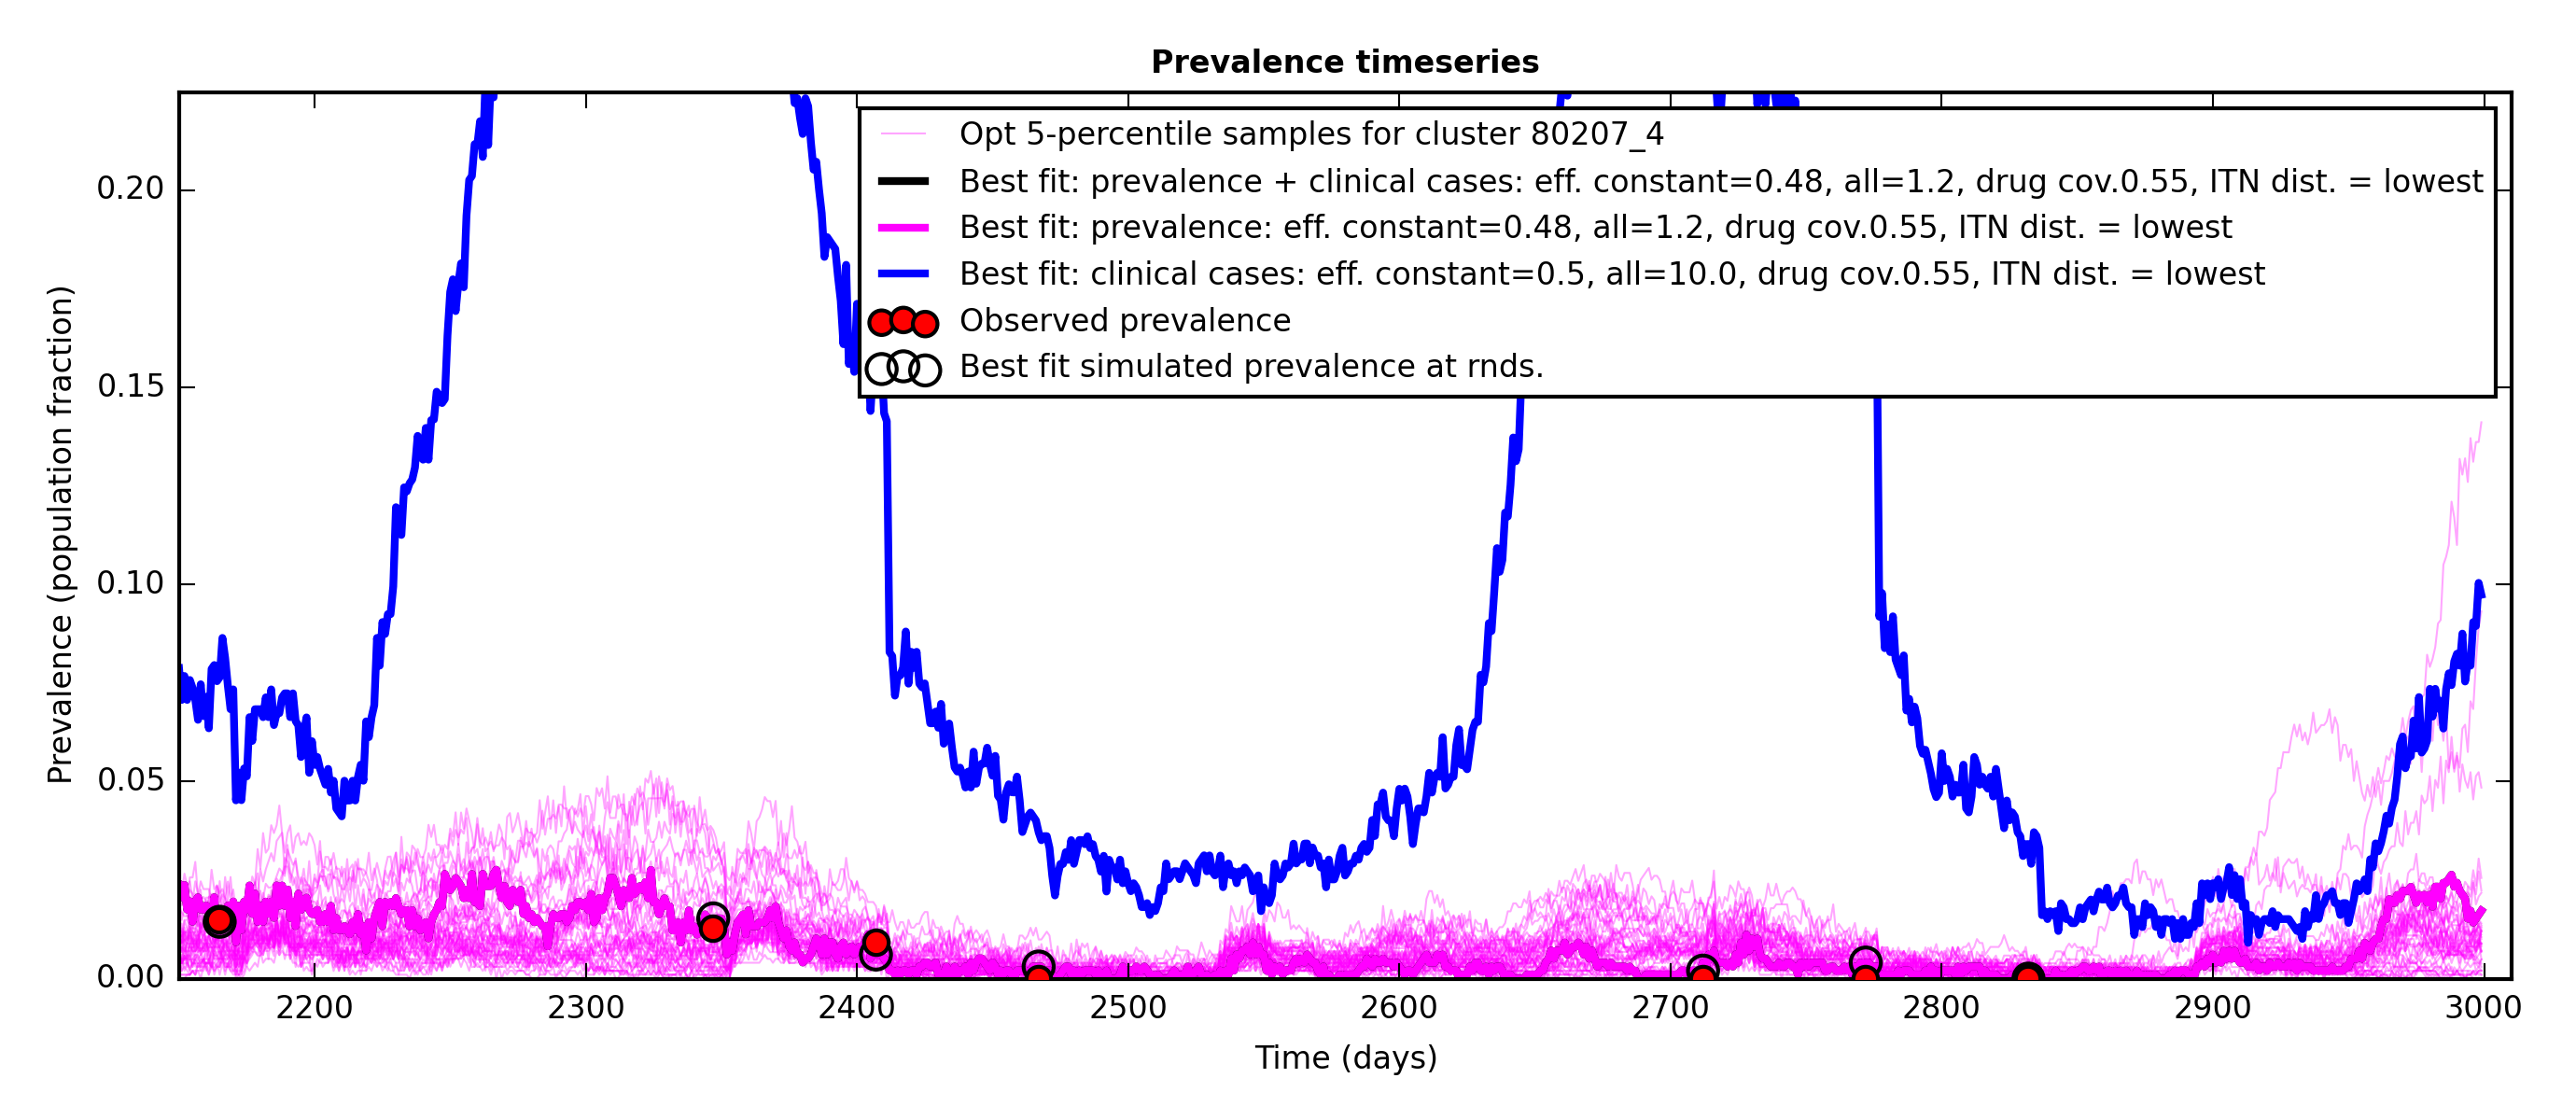 Prevalence timeseries
Opt 5-percentile samples for cluster 80207_4
Best fit: prevalence + clinical cases: eff. constant=0.48, all=1.2, drug cov.0.55, ITN dist. = lowest
Best fit: prevalence: eff. constant=0.48, all=1.2, drug cov.0.55, ITN dist. = lowest
Best fit: clinical cases: eff. constant=0.5, all=10.0, drug cov.0.55, ITN dist. = lowest
Observed prevalence
Best fit simulated prevalence at rnds.
Prevalence (population fraction)
0.20
0.15
0.10
0.05
0.00
2200 2300 2400 2500 2600 2700 2800 2900 3000
Time (days)